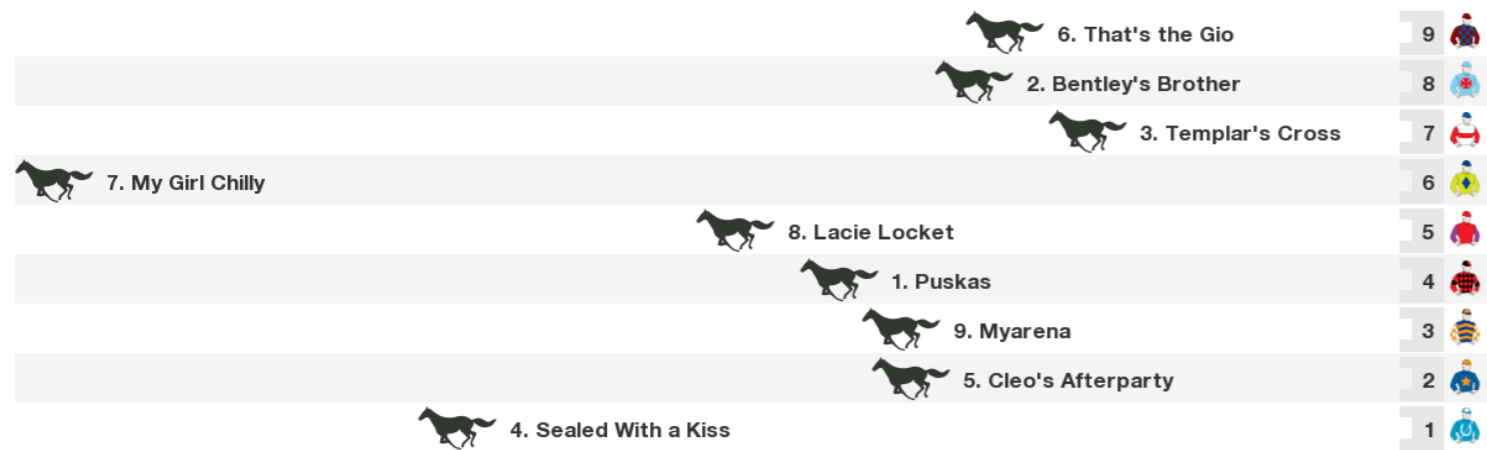 6. That's the Gio 9
2. Bentley's Brother 8
3. Templar's Cross 7
7. My Girl Chilly 6
8. Lacie Locket 5
1. Puskas 4
9. Myarena 3
5. Cleo's Afterparty 2
4. Sealed With a Kiss 1